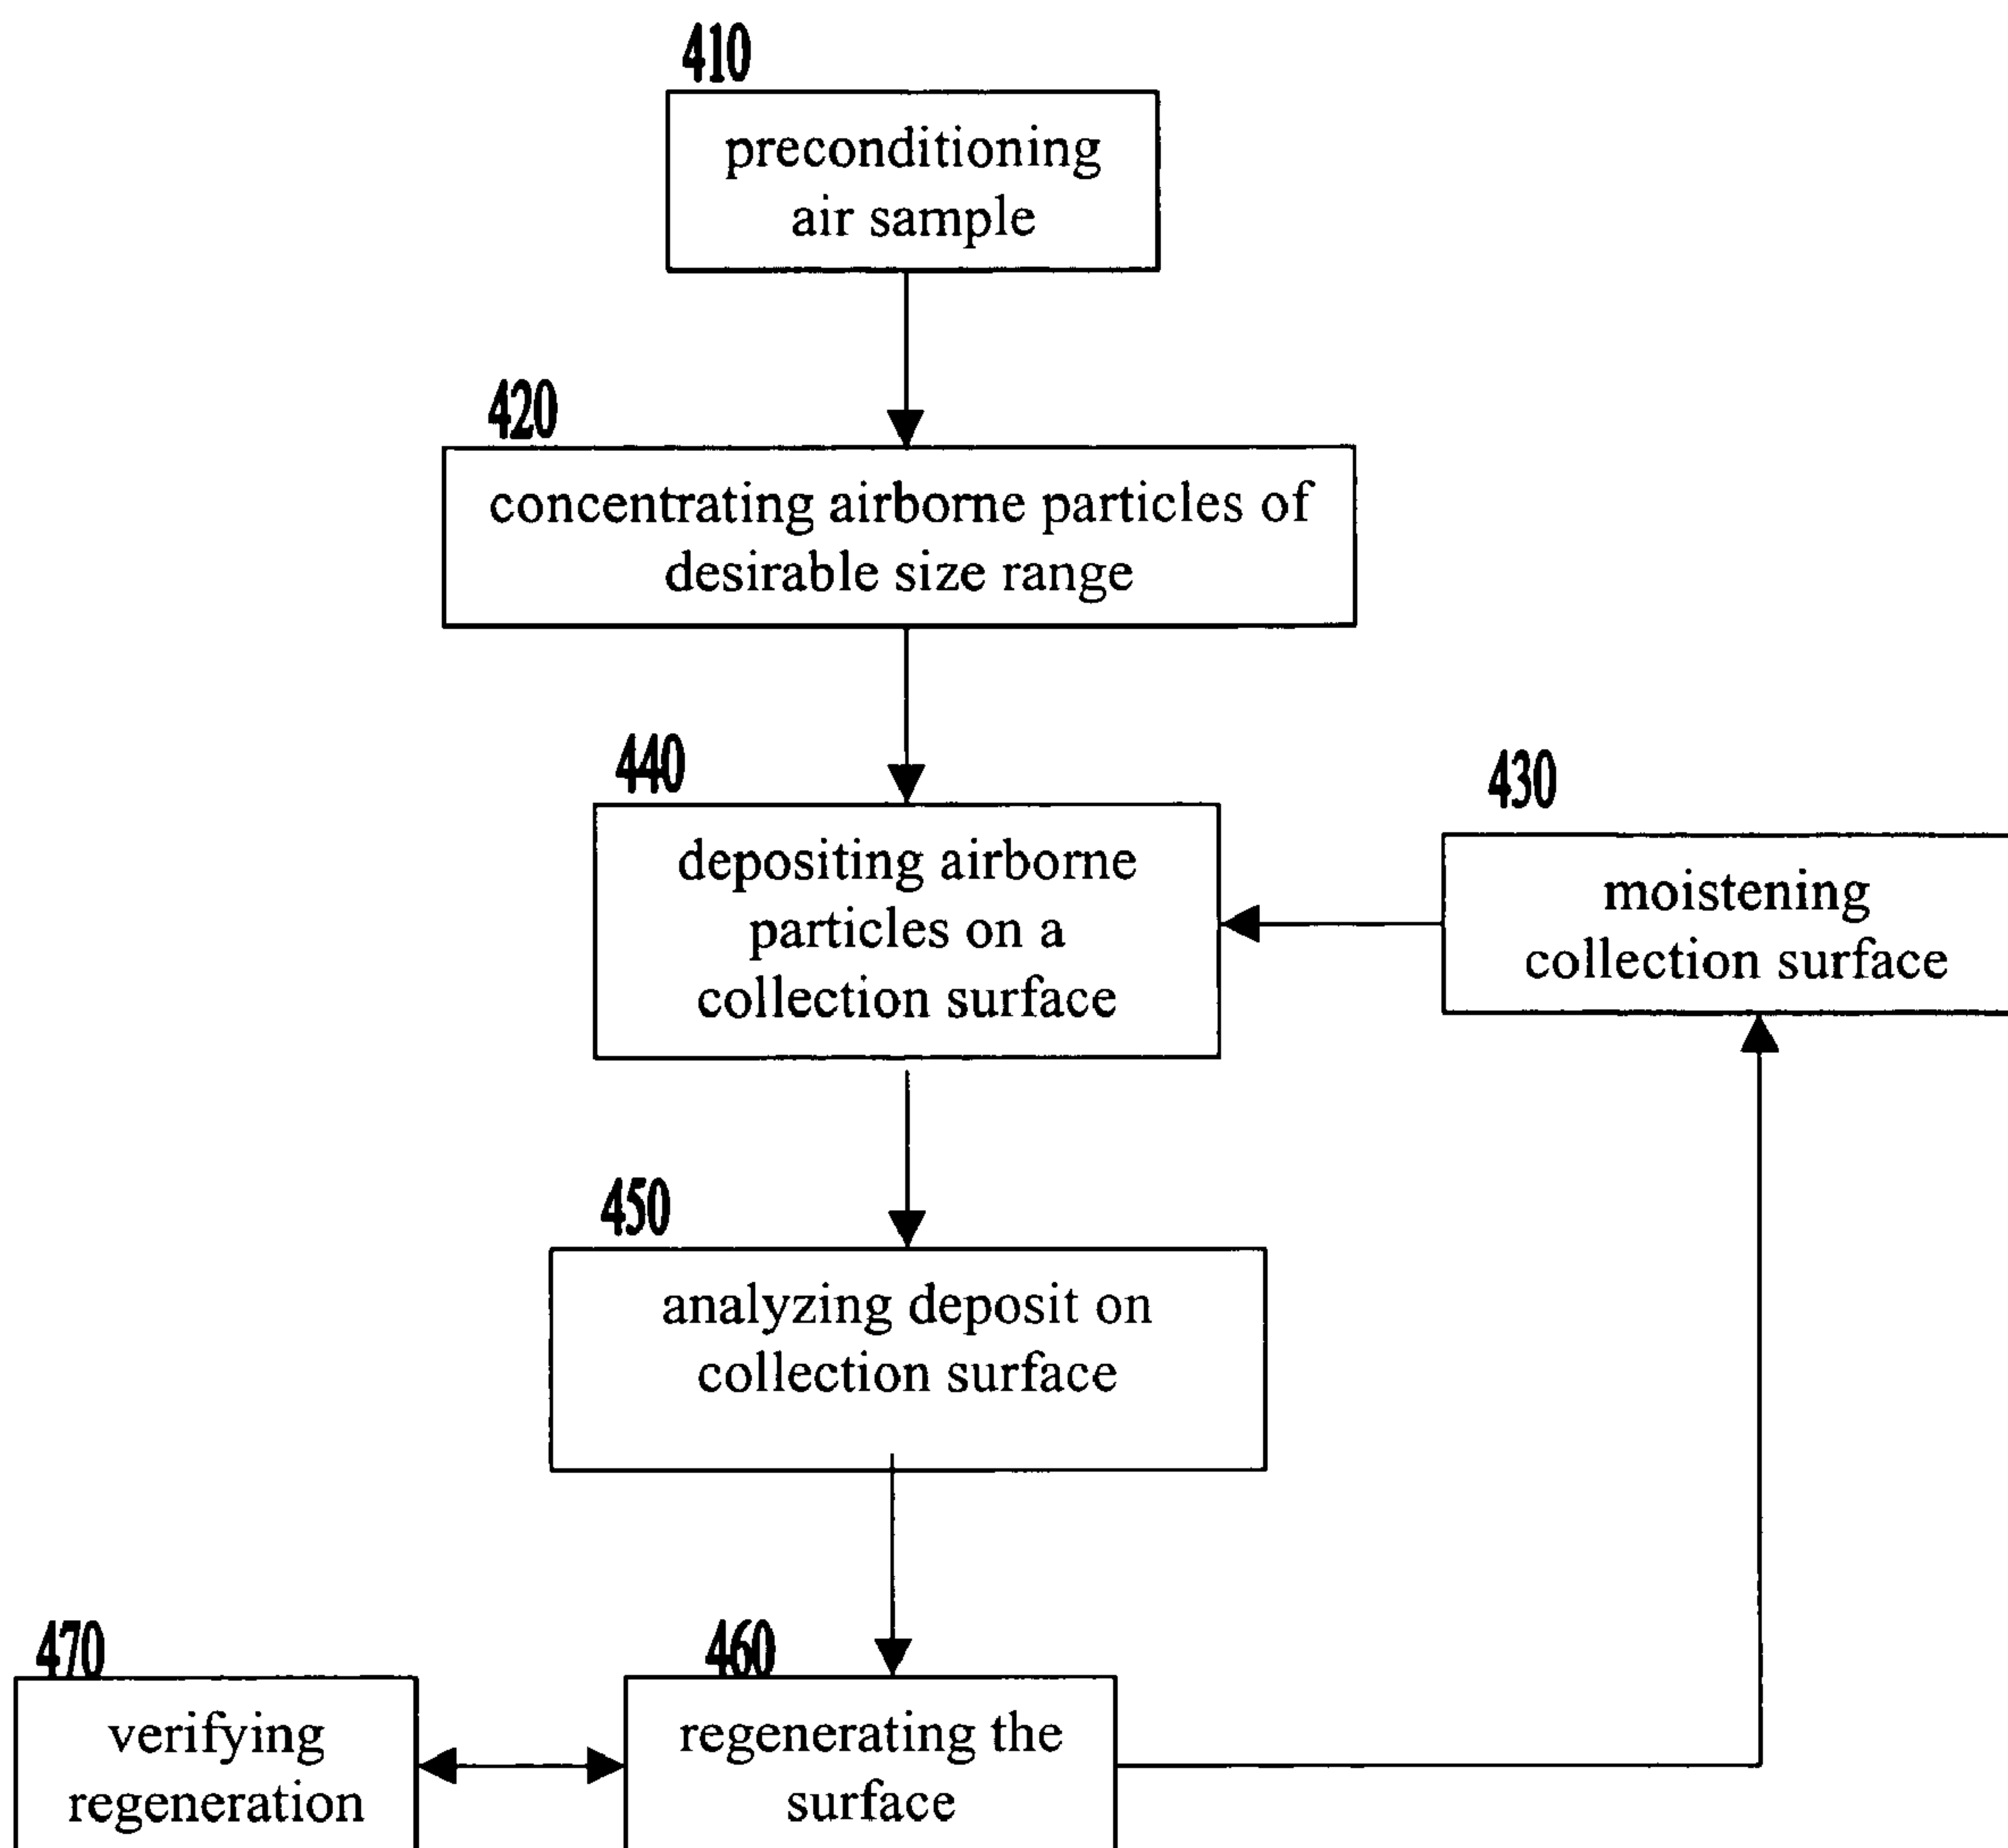 410
preconditioning
air sample
420
concentrating airborne particles of
desirable size range
440
depositing airborne
particles on a
collection surface
430
moistening
collection surface
450
analyzing deposit on
collection surface
470
verifying
regeneration
460
regenerating the
surface